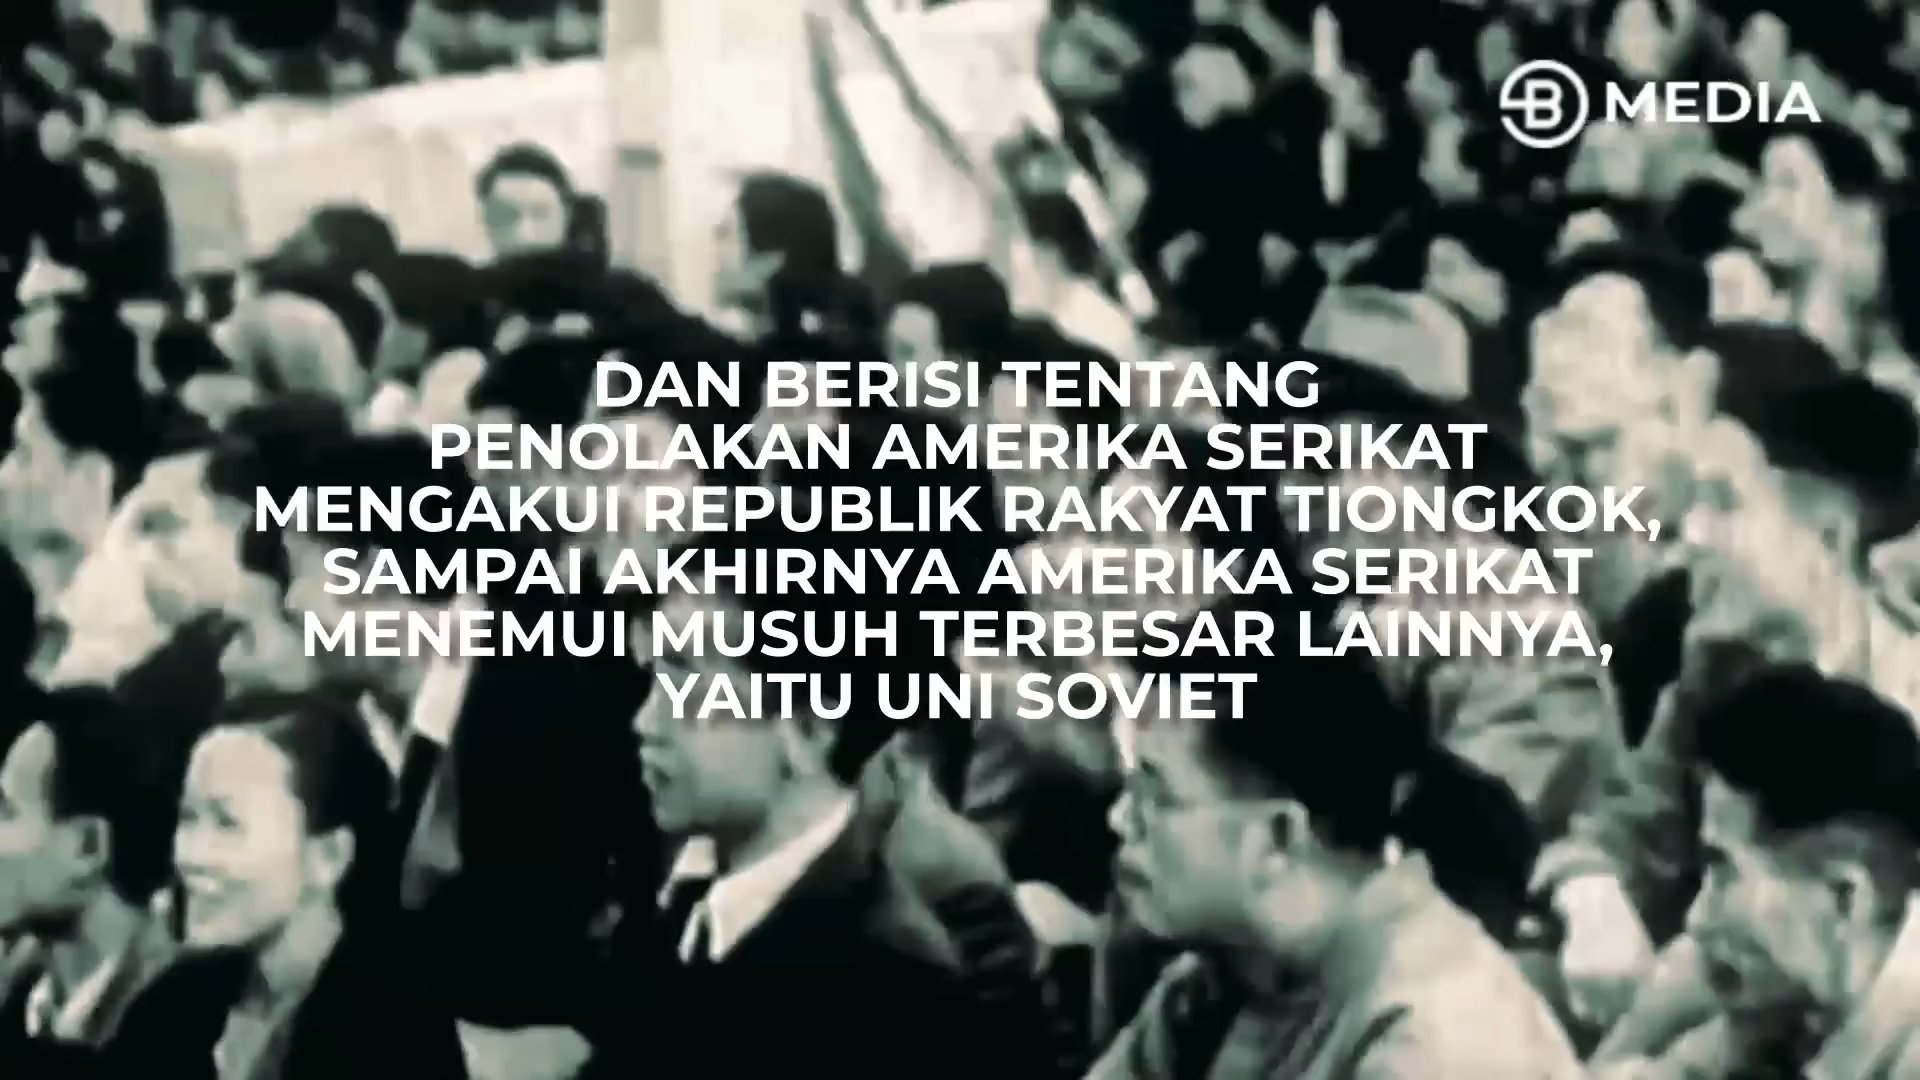 B MEDIA
DAN BERISI TENTANG
PENOLAKAN AMERIKA SERIKAT
MENGAKUI REPUBLIK RAKYAT TIONGKOK,
SAMPAI AKHIRNYA AMERIKA SERIKAT
MENEMUI MUSUH TERBESAR LAINNYA,
YAITU UNI SOVIET